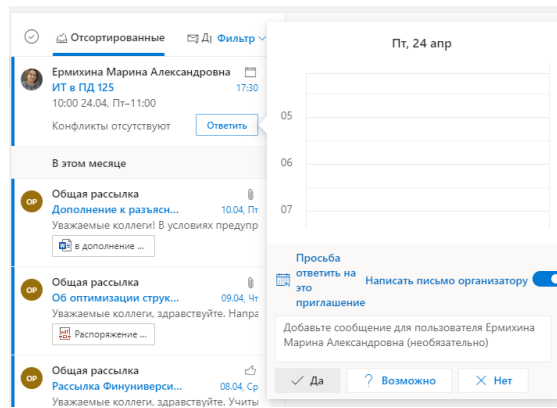 Отсортированные
Фильтр
Ермихина Марина Александровна
ИТ в ПД 125
17:30
10:00 24.04, Пт–11:00
Конфликты отсутствуют
Ответить
В этом месяце
ОР
Общая рассылка
Дополнение к разъясн...
10.04, Пт
Уважаемые коллеги! В условиях предупр
в дополнение ...
ОР
Общая рассылка
Об оптимизации струк...
09.04, Чт
Уважаемые коллеги, здравствуйте. Напра
Распоряжение ...
ОР
Общая рассылка
Рассылка Финуниверси...
08.04, Ср
Уважаемые коллеги, здравствуйте. Учиты
Пт, 24 апр
05
06
07
Просьба
ответить на
это
приглашение
Написать письмо организатору
Добавьте сообщение для пользователя Ермихина
Марина Александровна (необязательно)
Да
? Возможно
Нет